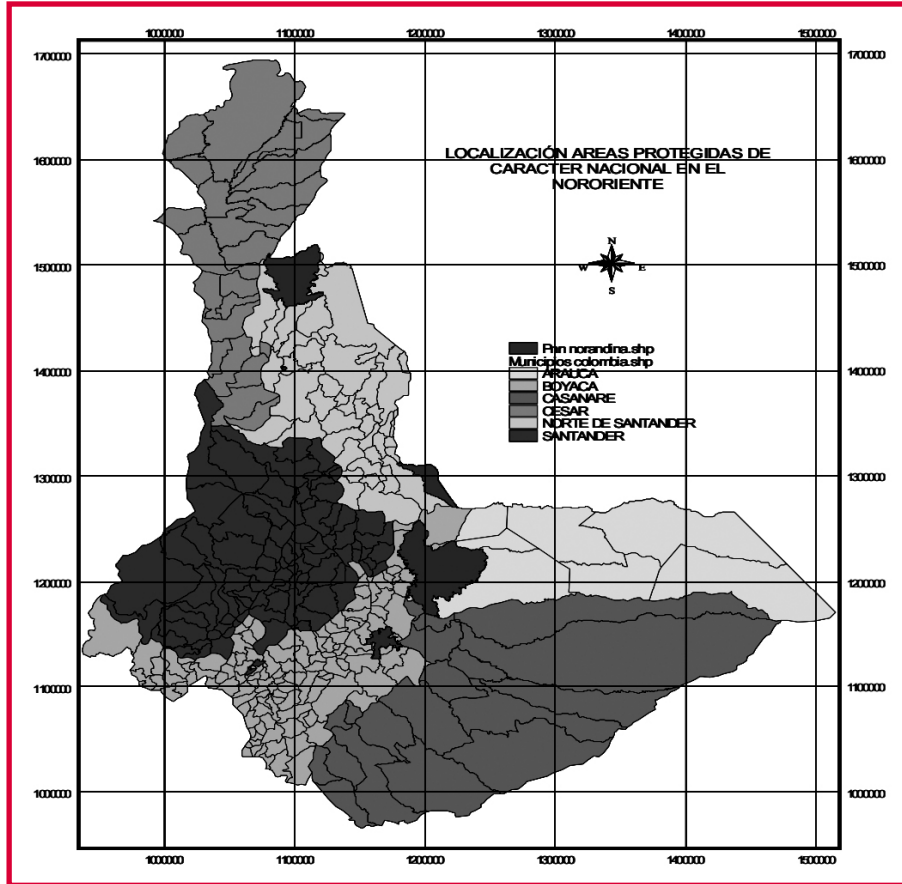 1000000 1100000 1200000 1300000 1400000 1500000
1700000 1700000
LOCALIZACIÓN AREAS PROTEGIDAS DE
CARACTER NACIONAL EN EL
NORORIENTE
1600000 1600000
N
W E
S
1500000 1500000
Pnn norandina.shp
Municipios colombia.shp
ARAUCA
BOYACA
CASANARE
CESAR
NORTE DE SANTANDER
SANTANDER
1400000 1400000
1300000 1300000
1200000 1200000
1100000 1100000
1000000 1000000
1000000 1100000 1200000 1300000 1400000 1500000